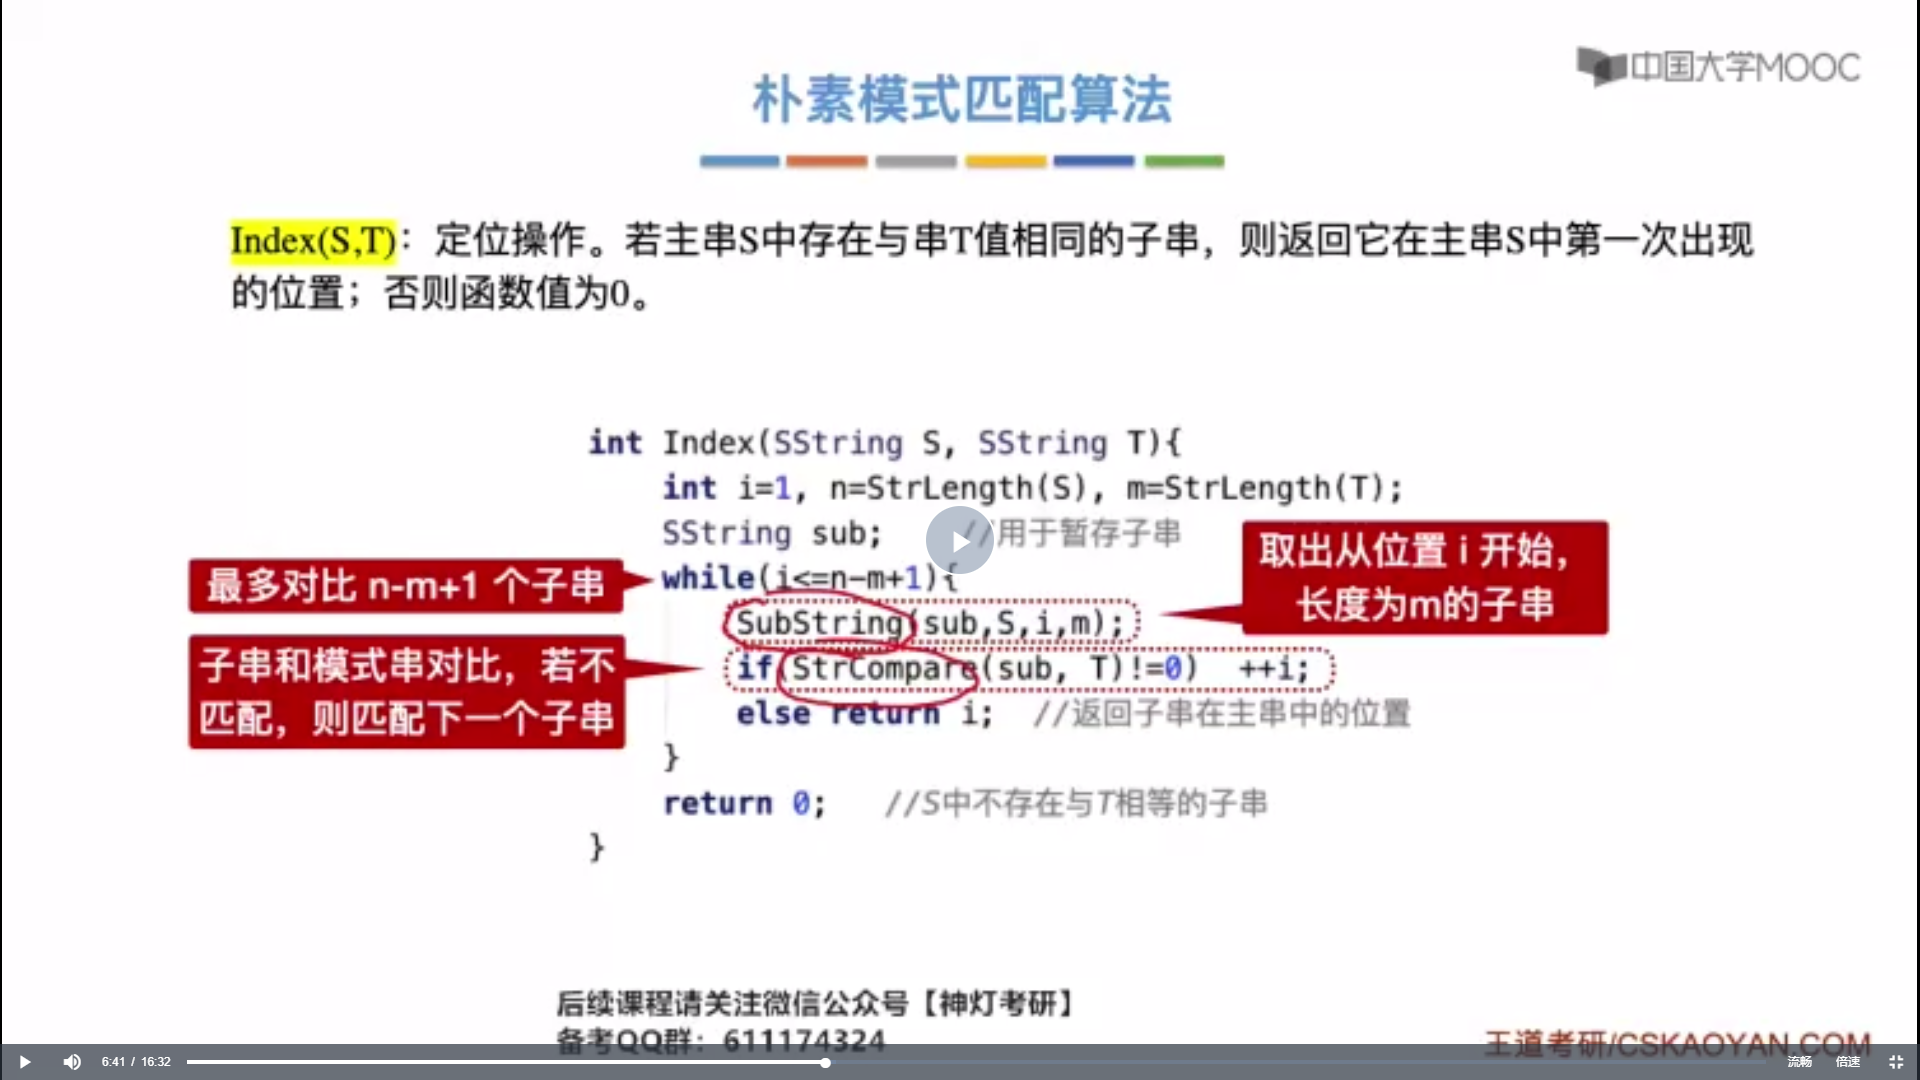 中国大学MOOC
朴素模式匹配算法
Index(S,T)：定位操作。若主串S中存在与串T值相同的子串，则返回它在主串S中第一次出现
的位置；否则函数值为0。
int Index(SString S, SString T){
int i=1, n=StrLength(S), m=StrLength(T);
SString sub; //用于暂存子串
取出从位置 i 开始，
长度为m的子串
最多对比 n-m+1 个子串
while(i<=n-m+1){
SubString(sub,S,i,m);
子串和模式串对比，若不
匹配，则匹配下一个子串
if(StrCompare(sub, T)!=0) ++i;
else return i; //返回子串在主串中的位置
}
return 0; //S中不存在与T相等的子串
}
后续课程请关注微信公众号【神灯考研】
备考QQ群：611174324
王道考研/CSKAOYAN.COM
6:41 / 16:32
流畅
倍速